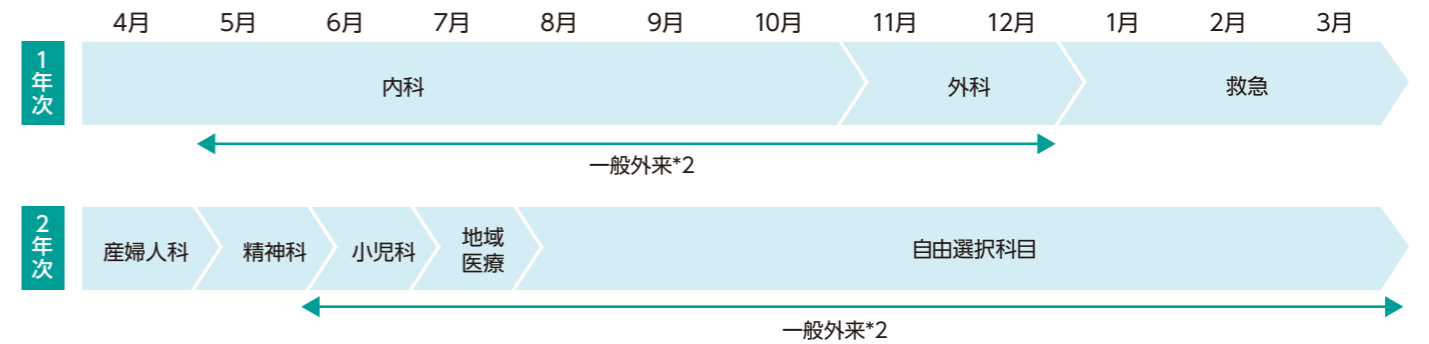 4月 5月 6月 7月 8月 9月 10月 11月 12月 1月 2月 3月
1年次
内科 外科 救急
一般外来*2
2年次
産婦人科 精神科 小児科 地域医療 自由選択科目
一般外来*2